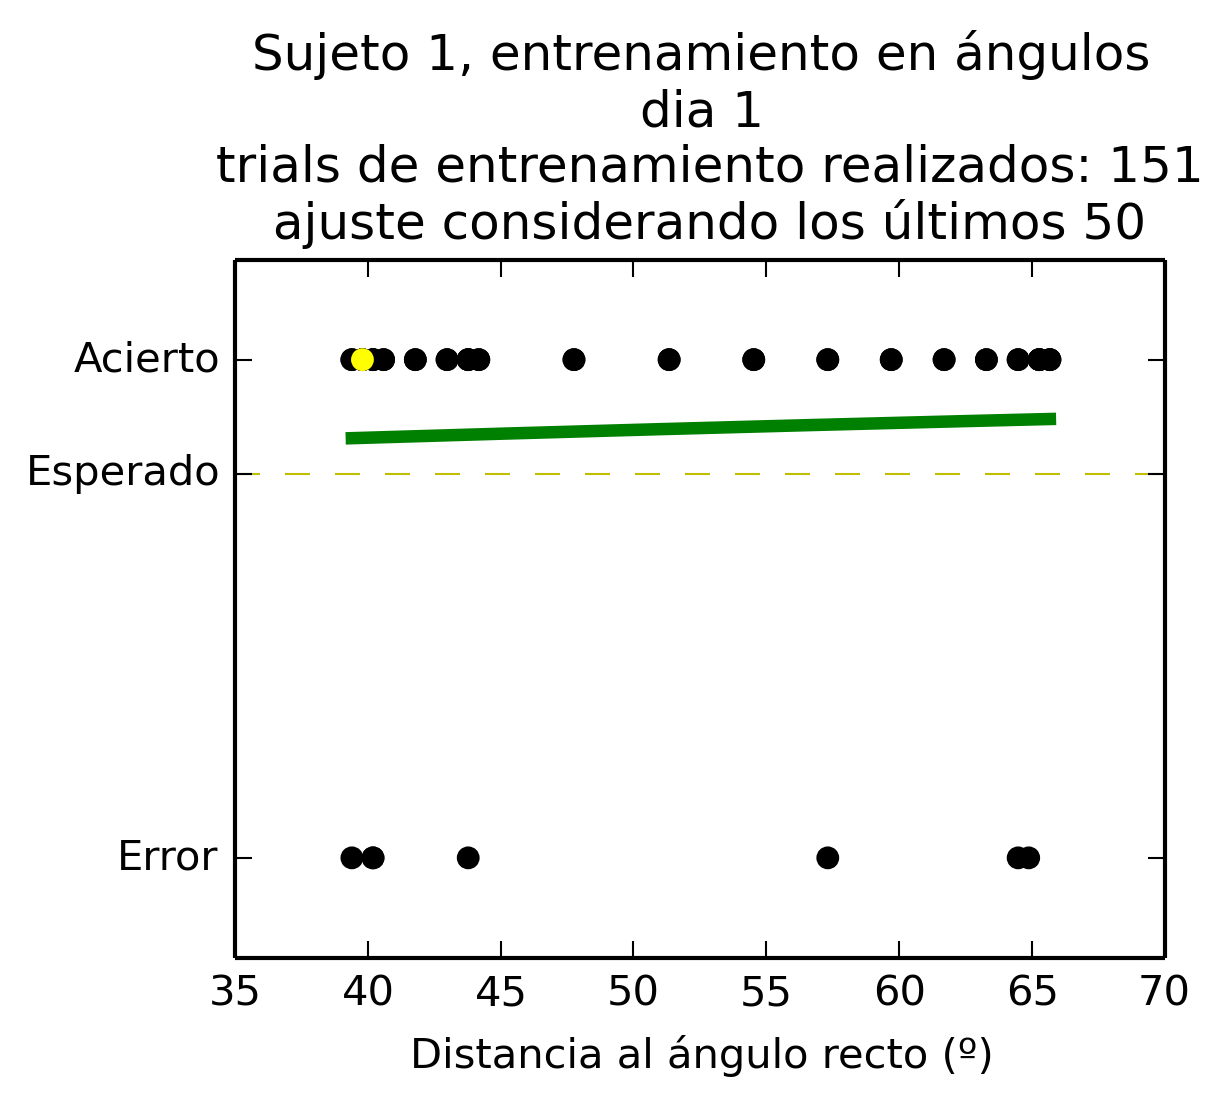 Sujeto 1, entrenamiento en ángulos
dia 1
trials de entrenamiento realizados: 151
ajuste considerando los últimos 50
Acierto
Esperado
Error
35 40 45 50 55 60 65 70
Distancia al ángulo recto (º)